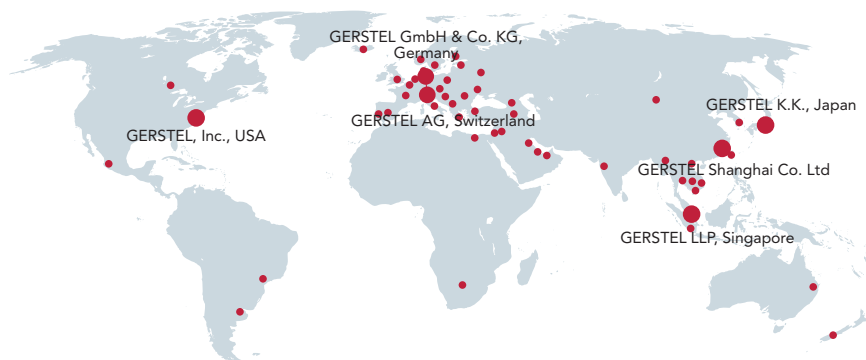 GERSTEL GmbH & Co. KG,
Germany
GERSTEL K.K., Japan
GERSTEL, Inc., USA
GERSTEL AG, Switzerland
GERSTEL Shanghai Co. Ltd
GERSTEL LLP, Singapore